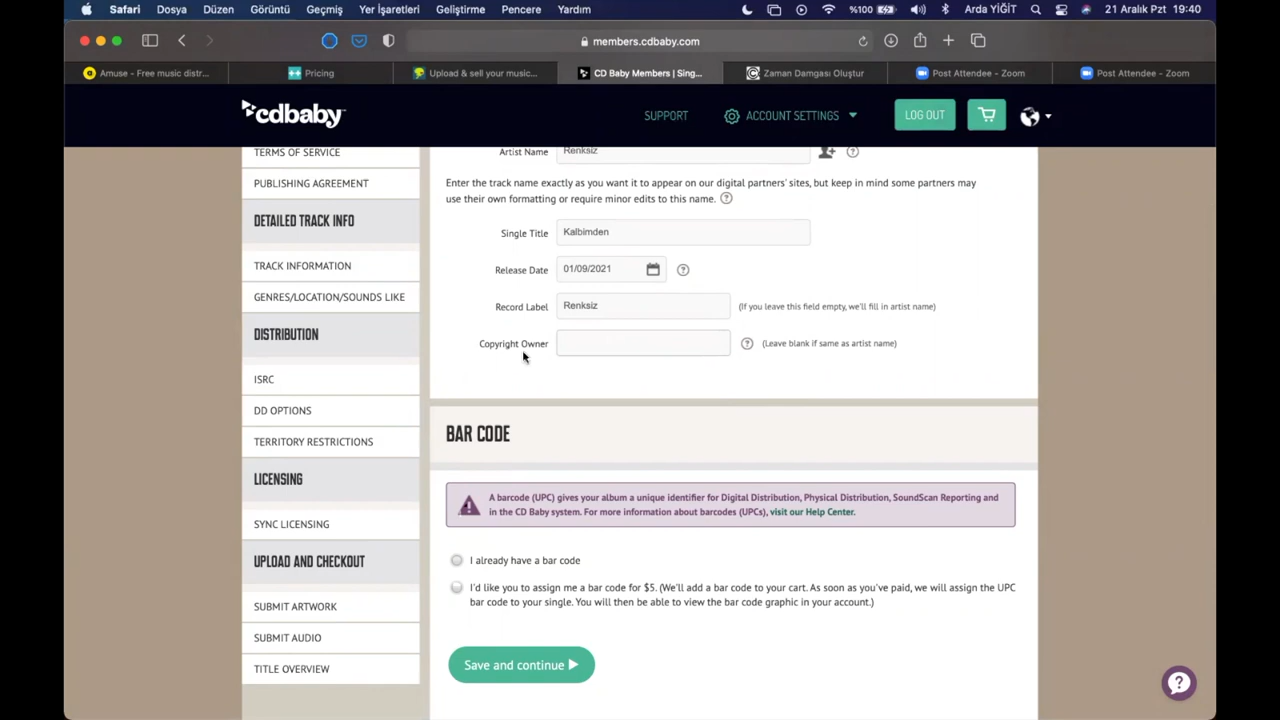 Safari Dosya Düzen Görüntü Geçmiş Yer İşaretleri Geliştirme Pencere Yardım %100 Arda YİĞİT 21 Aralık Pzt 19:40
members.cdbaby.com
Amuse - Free music distr... Pricing Upload & sell your music... CD Baby Members | Sing... Zaman Damgası Oluştur Post Attendee - Zoom Post Attendee - Zoom
cdbaby SUPPORT ACCOUNT SETTINGS LOG OUT
TERMS OF SERVICE
PUBLISHING AGREEMENT
DETAILED TRACK INFO
TRACK INFORMATION
GENRES/LOCATION/SOUNDS LIKE
DISTRIBUTION
ISRC
DD OPTIONS
TERRITORY RESTRICTIONS
LICENSING
SYNC LICENSING
UPLOAD AND CHECKOUT
SUBMIT ARTWORK
SUBMIT AUDIO
TITLE OVERVIEW
Artist Name Renksiz
Enter the track name exactly as you want it to appear on our digital partners' sites, but keep in mind some partners may
use their own formatting or require minor edits to this name.
Single Title Kalbimden
Release Date 01/09/2021
Record Label Renksiz (If you leave this field empty, we'll fill in artist name)
Copyright Owner (Leave blank if same as artist name)
BAR CODE
A barcode (UPC) gives your album a unique identifier for Digital Distribution, Physical Distribution, SoundScan Reporting and
in the CD Baby system. For more information about barcodes (UPCs), visit our Help Center.
I already have a bar code
I'd like you to assign me a bar code for $5. (We'll add a bar code to your cart. As soon as you've paid, we will assign the UPC
bar code to your single. You will then be able to view the bar code graphic in your account.)
Save and continue